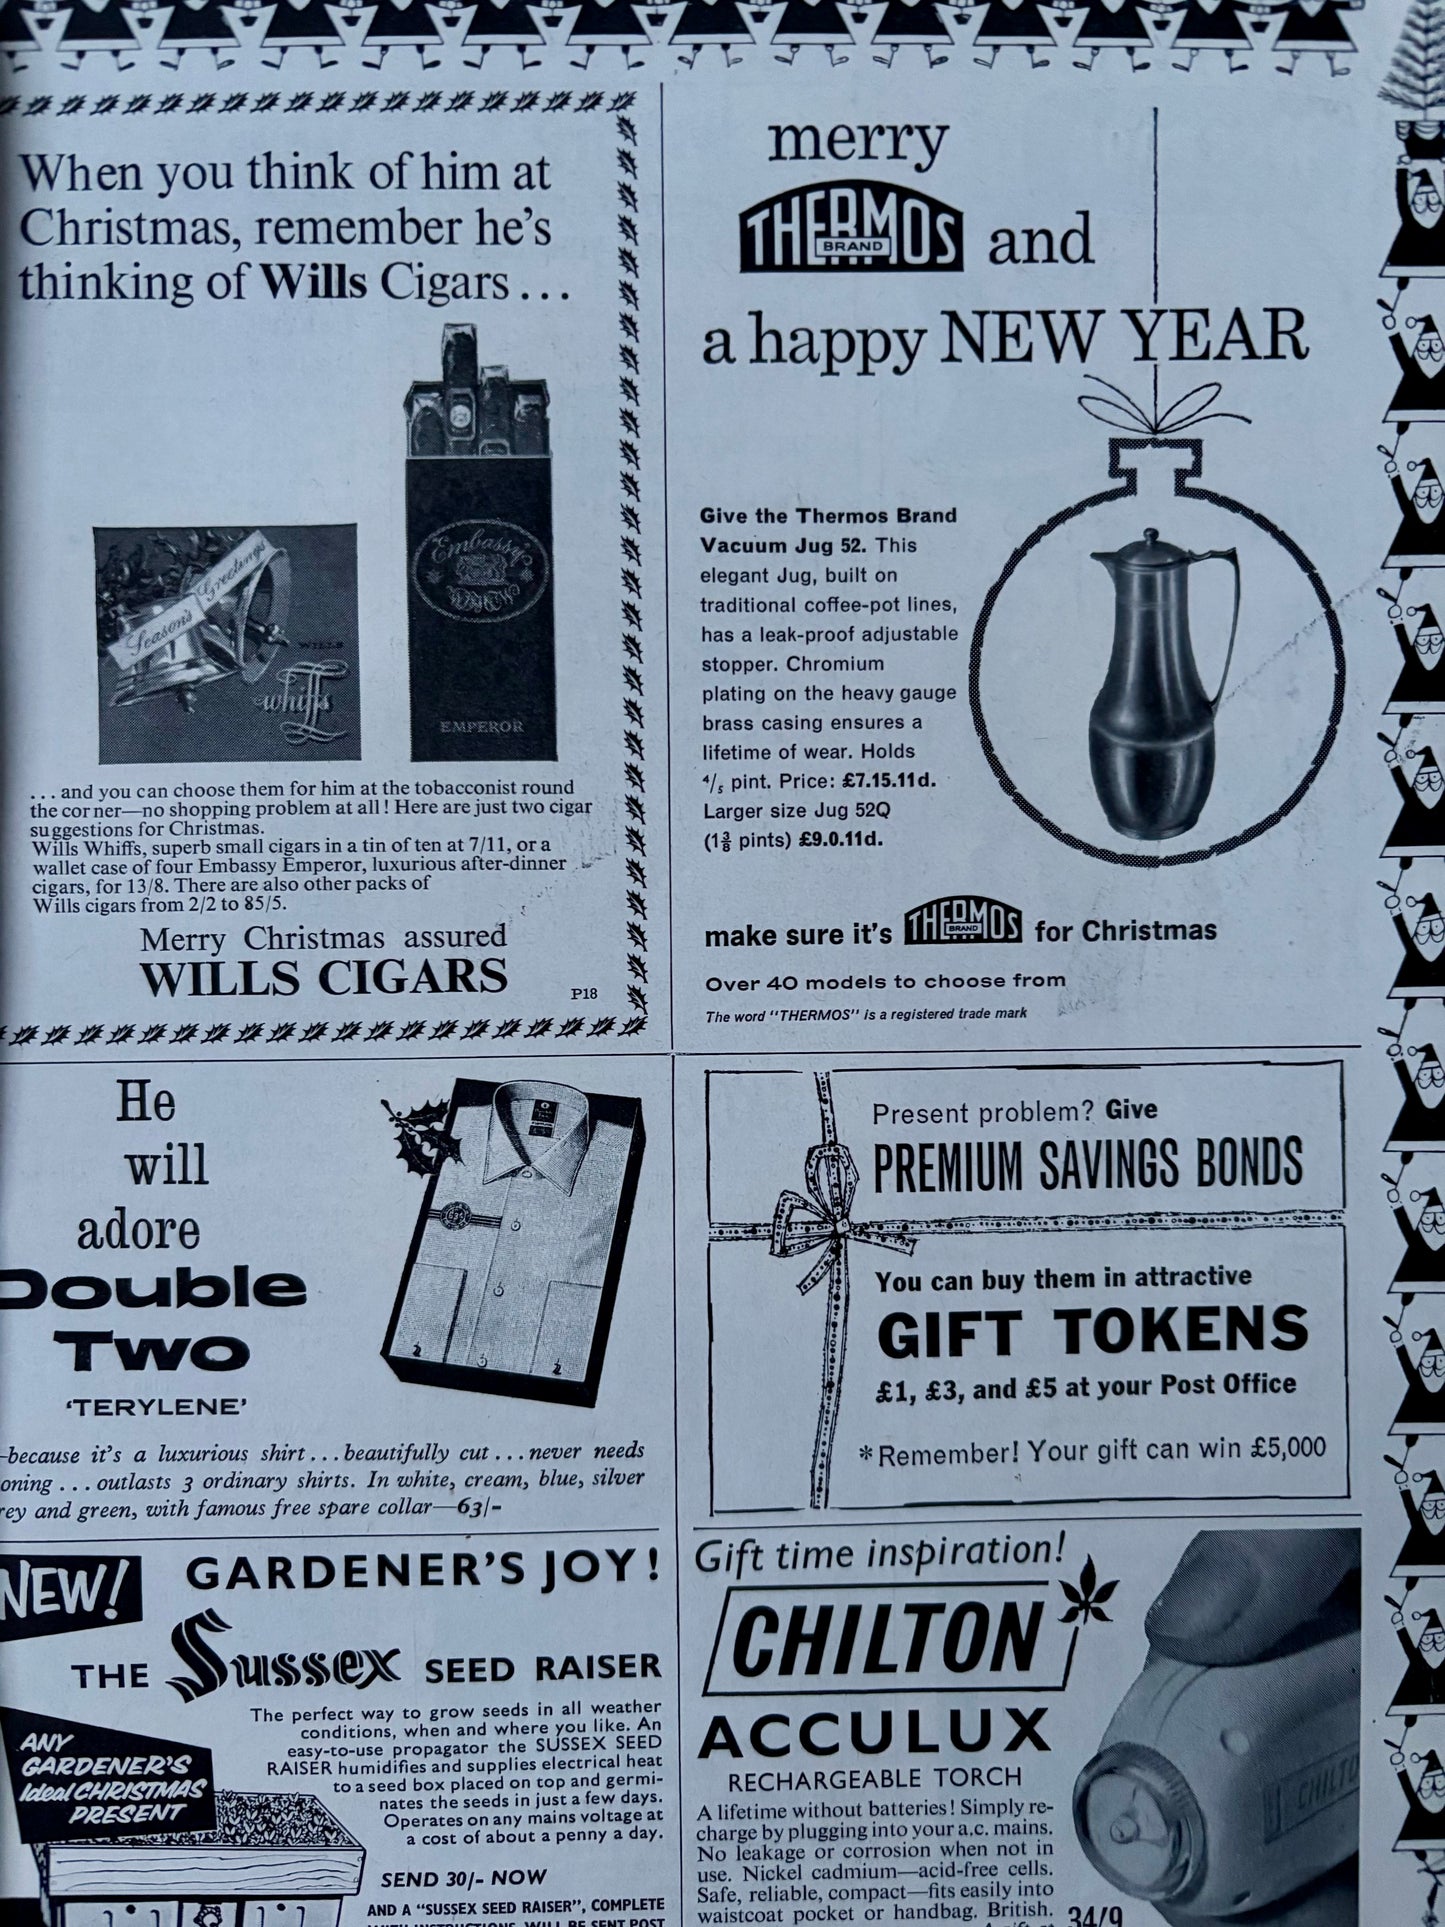 When you think of him at
Christmas, remember he's
thinking of Wills Cigars...
Season's Greetings
WILLS
whiffs
Embassy
EMPEROR
...and you can choose them for him at the tobacconist round
the corner—no shopping problem at all! Here are just two cigar
suggestions for Christmas.
Wills Whiffs, superb small cigars in a tin of ten at 7/11, or a
wallet case of four Embassy Emperor, luxurious after-dinner
cigars, for 13/8. There are also other packs of
Wills cigars from 2/2 to 85/5.
Merry Christmas assured
WILLS CIGARS
P18
merry
THERMOS
BRAND
and
a happy NEW YEAR
Give the Thermos Brand
Vacuum Jug 52. This
elegant Jug, built on
traditional coffee-pot lines,
has a leak-proof adjustable
stopper. Chromium
plating on the heavy gauge
brass casing ensures a
lifetime of wear. Holds
4/5 pint. Price: £7.15.11d.
Larger size Jug 52Q
(1⅜ pints) £9.0.11d.
make sure it's THERMOS BRAND for Christmas
Over 40 models to choose from
The word "THERMOS" is a registered trade mark
He
will
adore
Double
Two
'TERYLENE'
—because it's a luxurious shirt...beautifully cut...never needs
oning...outlasts 3 ordinary shirts. In white, cream, blue, silver
rey and green, with famous free spare collar—63/-
Present problem? Give
PREMIUM SAVINGS BONDS
You can buy them in attractive
GIFT TOKENS
£1, £3, and £5 at your Post Office
*Remember! Your gift can win £5,000
NEW!
GARDENER'S JOY!
THE Sussex SEED RAISER
The perfect way to grow seeds in all weather
conditions, when and where you like. An
easy-to-use propagator the SUSSEX SEED
RAISER humidifies and supplies electrical heat
to a seed box placed on top and germi-
nates the seeds in just a few days.
Operates on any mains voltage at
a cost of about a penny a day.
ANY
GARDENER'S
Ideal CHRISTMAS
PRESENT
SEND 30/- NOW
AND A "SUSSEX SEED RAISER", COMPLETE
WITH INSTRUCTIONS, WILL BE SENT POST
Gift time inspiration!
CHILTON
ACCULUX
RECHARGEABLE TORCH
A lifetime without batteries! Simply re-
charge by plugging into your a.c. mains.
No leakage or corrosion when not in
use. Nickel cadmium—acid-free cells.
Safe, reliable, compact—fits easily into
waistcoat pocket or handbag. British.
34/9
CHILTON